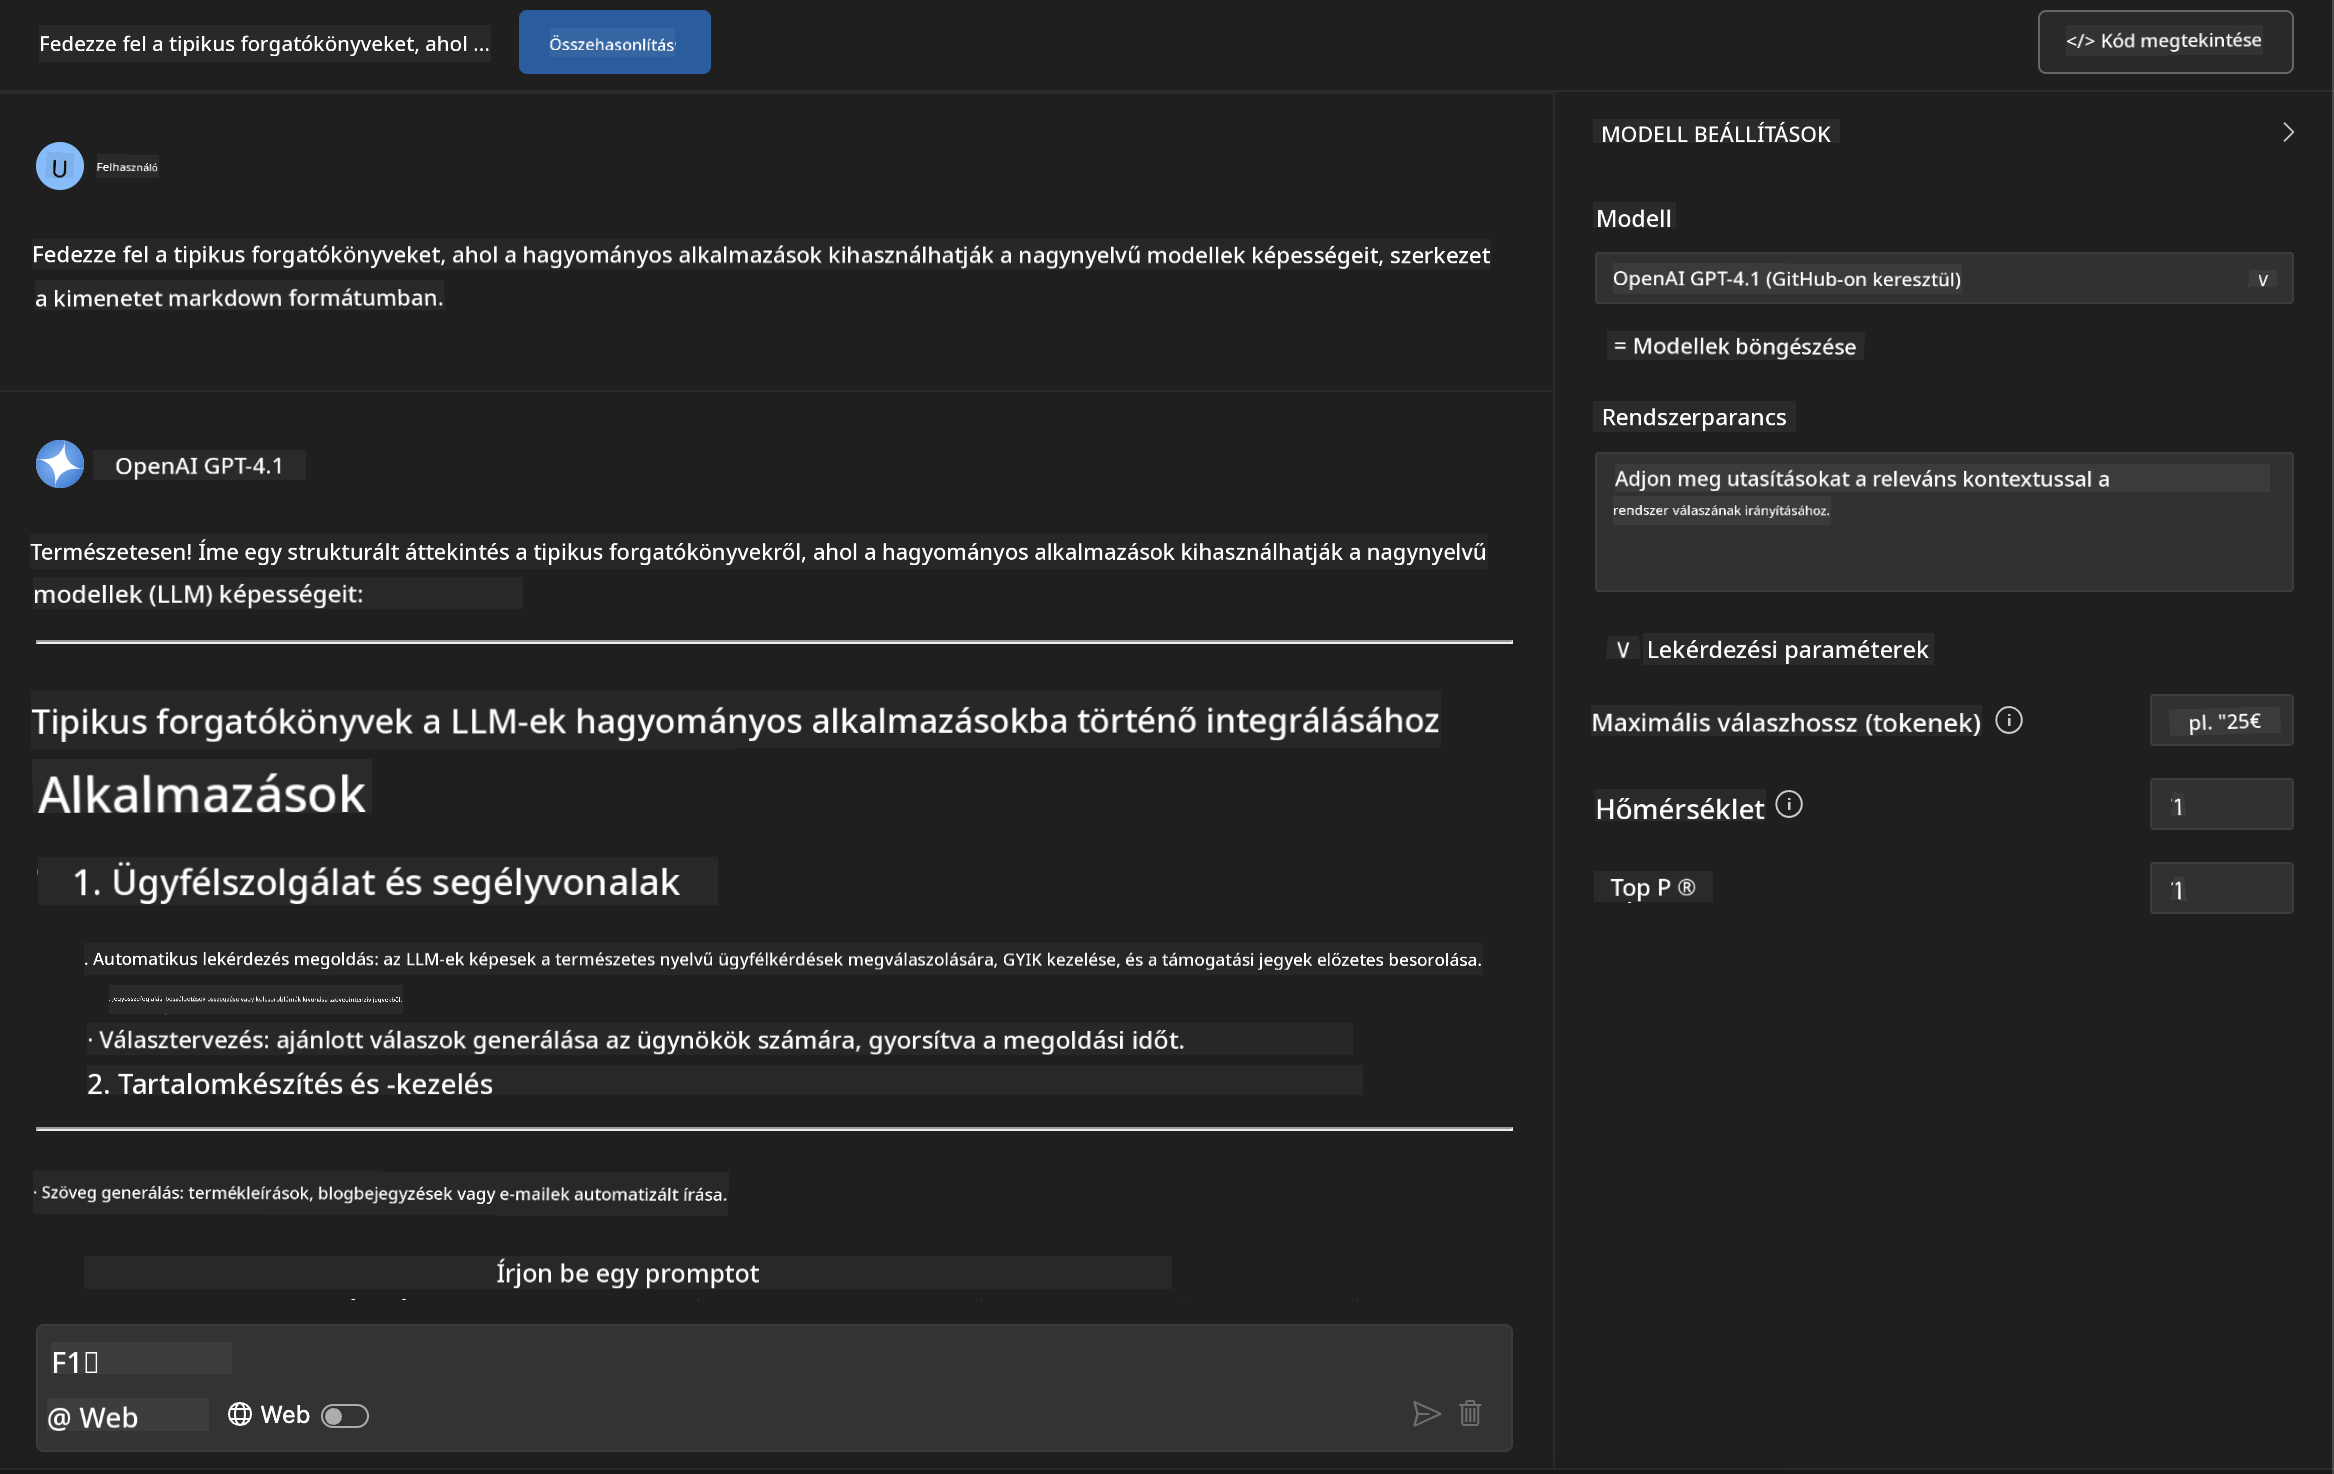 Fedezze fel a tipikus forgatókönyveket, ahol ...
Összehasonlítás
</> Kód megtekintése
U
Felhasználó
Fedezze fel a tipikus forgatókönyveket, ahol a hagyományos alkalmazások kihasználhatják a nagynyelvű modellek képességeit, szerkezet
a kimenetet markdown formátumban.
OpenAI GPT-4.1
Természetesen! Íme egy strukturált áttekintés a tipikus forgatókönyvekről, ahol a hagyományos alkalmazások kihasználhatják a nagynyelvű
modellek (LLM) képességeit:
Tipikus forgatókönyvek a LLM-ek hagyományos alkalmazásokba történő integrálásához
Alkalmazások
1. Ügyfélszolgálat és segélyvonalak
. Automatikus lekérdezés megoldás: az LLM-ek képesek a természetes nyelvű ügyfélkérdések megválaszolására, GYIK kezelése, és a támogatási jegyek előzetes besorolása.
· Választervezés: ajánlott válaszok generálása az ügynökök számára, gyorsítva a megoldási időt.
2. Tartalomkészítés és -kezelés
· Szöveg generálás: termékleírások, blogbejegyzések vagy e-mailek automatizált írása.
Írjon be egy promptot
F1
@ Web
Web
MODELL BEÁLLÍTÁSOK
Modell
OpenAI GPT-4.1 (GitHub-on keresztül)
v
= Modellek böngészése
Rendszerparancs
Adjon meg utasításokat a releváns kontextussal a
rendszer válaszának irányításához.
V Lekérdezési paraméterek
Maximális válaszhossz (tokenek)
pl. "25€
Hőmérséklet
1
Top P ®
1